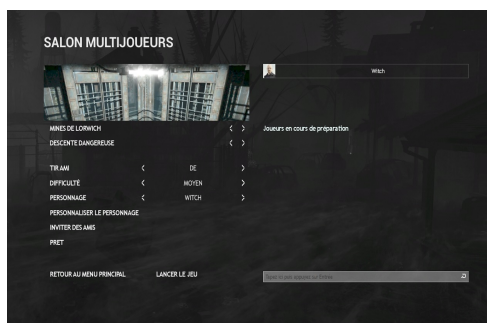 SALON MULTIJOUEURS
Witch
MINES DE LORWICH
DESCENTE DANGEREUSE
Joueurs en cours de préparation
TIR AMI DE
DIFFICULTÉ MOYEN
PERSONNAGE WITCH
PERSONNALISER LE PERSONNAGE
INVITER DES AMIS
PRET
RETOUR AU MENU PRINCIPAL LANCER LE JEU